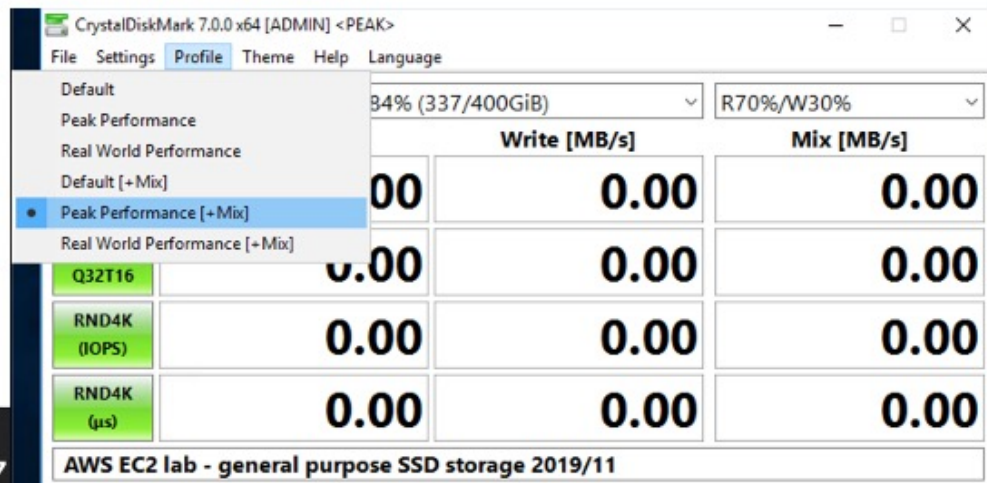 CrystalDiskMark 7.0.0 x64 [ADMIN] <PEAK>
File Settings Profile Theme Help Language
Default
Peak Performance
Real World Performance
Default [+Mix]
Peak Performance [+Mix]
Real World Performance [+Mix]
84% (337/400GiB) R70%/W30%
Write [MB/s] Mix [MB/s]
00 0.00 0.00
Q32T16 0.00 0.00 0.00
RND4K
(IOPS) 0.00 0.00 0.00
RND4K
(μs) 0.00 0.00 0.00
AWS EC2 lab - general purpose SSD storage 2019/11